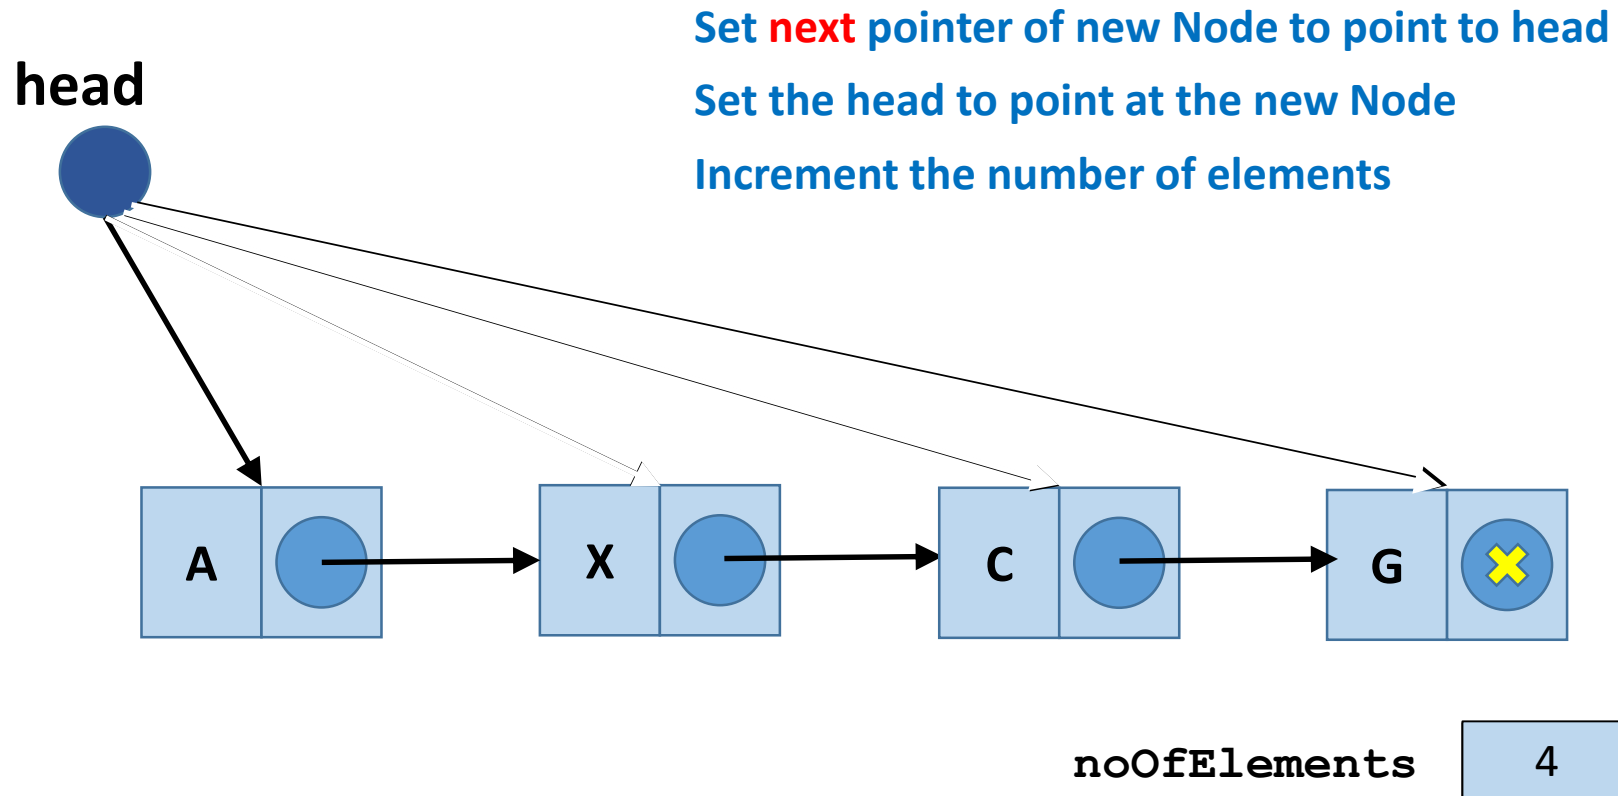 Set next pointer of new Node to point to head
head
Set the head to point at the new Node
Increment the number of elements
A
X
C
G
noOfElements 4